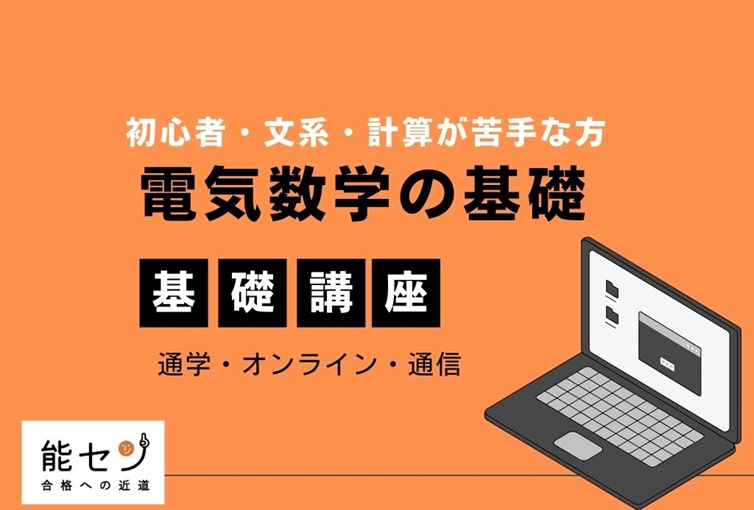 初心者・文系・計算が苦手な方
電気数学の基礎
基礎講座
通学・オンライン・通信
能セン
合格への近道